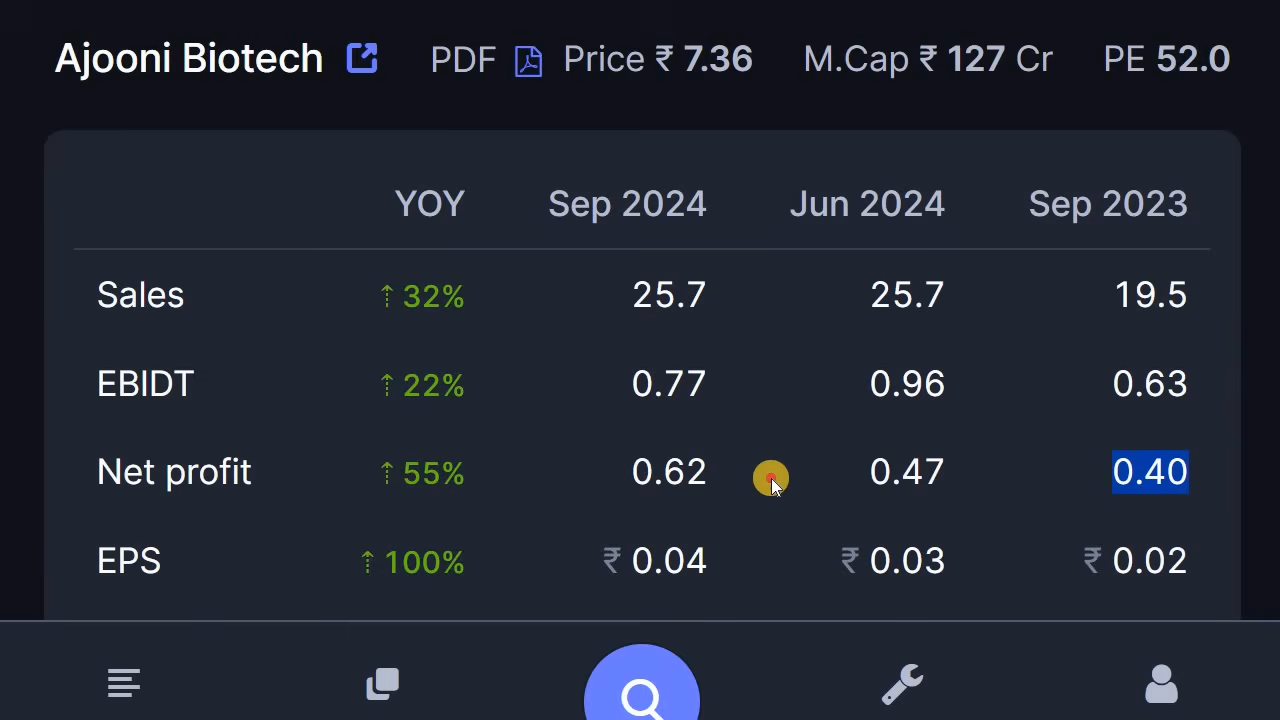 Ajooni Biotech PDF Price ₹ 7.36 M.Cap ₹ 127 Cr PE 52.0
YOY Sep 2024 Jun 2024 Sep 2023
Sales ⇡ 32% 25.7 25.7 19.5
EBIDT ⇡ 22% 0.77 0.96 0.63
Net profit ⇡ 55% 0.62 0.47 0.40
EPS ⇡ 100% ₹ 0.04 ₹ 0.03 ₹ 0.02